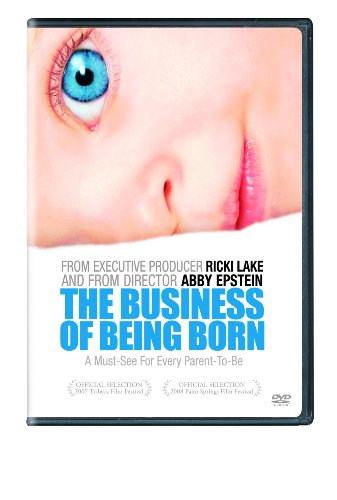 FROM EXECUTIVE PRODUCER RICKI LAKE
AND FROM DIRECTOR ABBY EPSTEIN
THE BUSINESS
OF BEING BORN
A Must-See For Every Parent-To-Be
OFFICIAL SELECTION
2007 Tribeca Film Festival
OFFICIAL SELECTION
2008 Palm Springs Film Festival
DVD
VIDEO